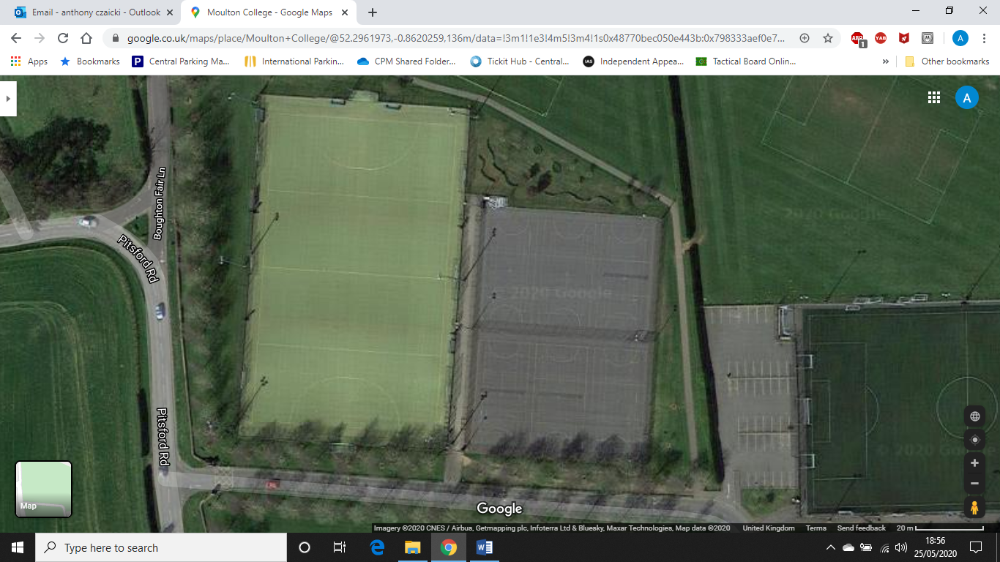 Email - anthony czaicki - Outlook
Moulton College - Google Maps
google.co.uk/maps/place/Moulton+College/@52.2961973,-0.8620259,136m/data=!3m1!1e3!4m5!3m4!1s0x48770bec050e443b:0x798333aef0e7...
ABP
1
YAB
A
Apps
Bookmarks
P Central Parking Ma...
International Parkin...
CPM Shared Folder...
Tickit Hub - Central...
IAS Independent Appea...
Tactical Board Onlin...
»
Other bookmarks
A
Boughton Fair Ln
Pitsford Rd
© 2020 Google
2020 Google
Pitsford Rd
© 2020 Google
Map
Google
Imagery ©2020 CNES / Airbus, Getmapping plc, Infoterra Ltd & Bluesky, Maxar Technologies, Map data ©2020 United Kingdom Terms Send feedback 20 m
Type here to search
18:56
25/05/2020